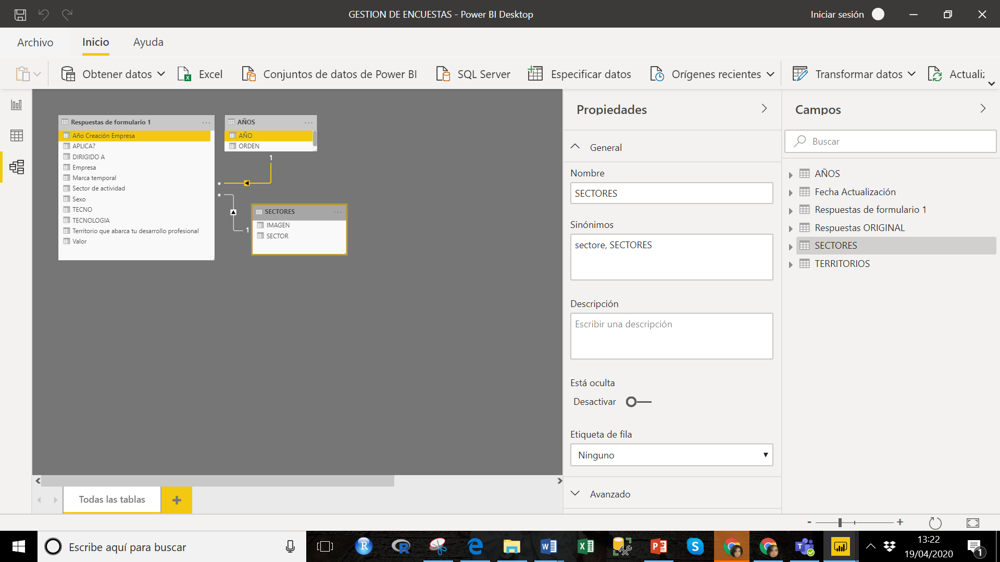 GESTION DE ENCUESTAS - Power BI Desktop
Iniciar sesión
Archivo
Inicio
Ayuda
Obtener datos
Excel
Conjuntos de datos de Power BI
SQL Server
Especificar datos
Orígenes recientes
Transformar datos
Actualiz
Respuestas de formulario 1
Año Creación Empresa
APLICA?
DIRIGIDO A
Empresa
Marca temporal
Sector de actividad
Sexo
TECNO
TECNOLOGIA
Territorio que abarca tu desarrollo profesional
Valor
AÑOS
AÑO
ORDEN
1
*
*
1
SECTORES
IMAGEN
SECTOR
Todas las tablas
+
Propiedades
General
Nombre
SECTORES
Sinónimos
sectore, SECTORES
Descripción
Escribir una descripción
Está oculta
Desactivar
Etiqueta de fila
Ninguno
Avanzado
Campos
Buscar
AÑOS
Fecha Actualización
Respuestas de formulario 1
Respuestas ORIGINAL
SECTORES
TERRITORIOS
- +
Escribe aquí para buscar
13:22
19/04/2020
1